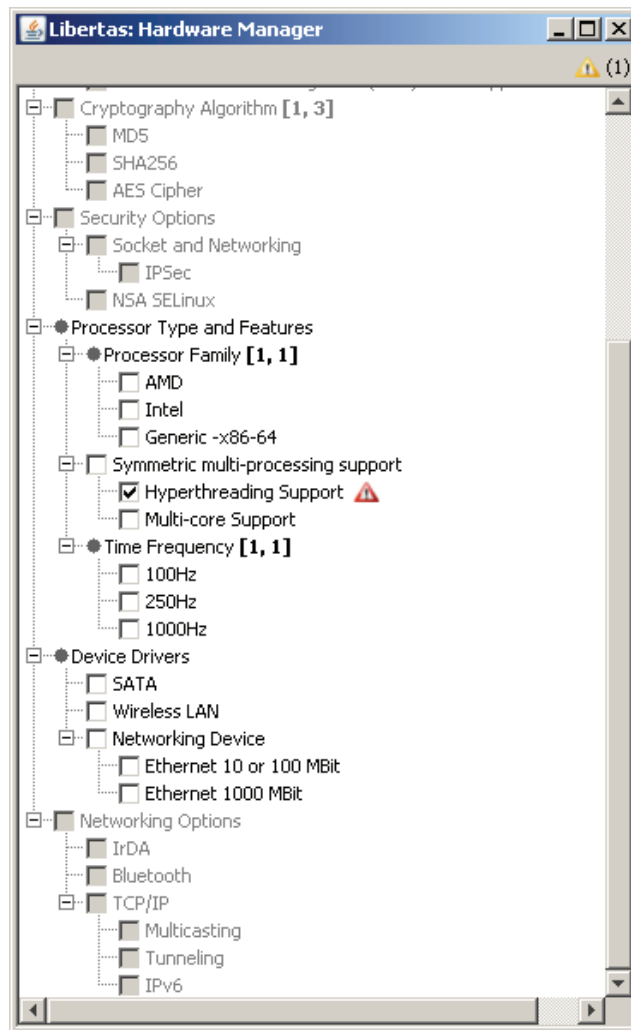 Libertas: Hardware Manager
(1)
Cryptography Algorithm [1, 3]
MD5
SHA256
AES Cipher
Security Options
Socket and Networking
IPSec
NSA SELinux
Processor Type and Features
Processor Family [1, 1]
AMD
Intel
Generic -x86-64
Symmetric multi-processing support
Hyperthreading Support
Multi-core Support
Time Frequency [1, 1]
100Hz
250Hz
1000Hz
Device Drivers
SATA
Wireless LAN
Networking Device
Ethernet 10 or 100 MBit
Ethernet 1000 MBit
Networking Options
IrDA
Bluetooth
TCP/IP
Multicasting
Tunneling
IPv6